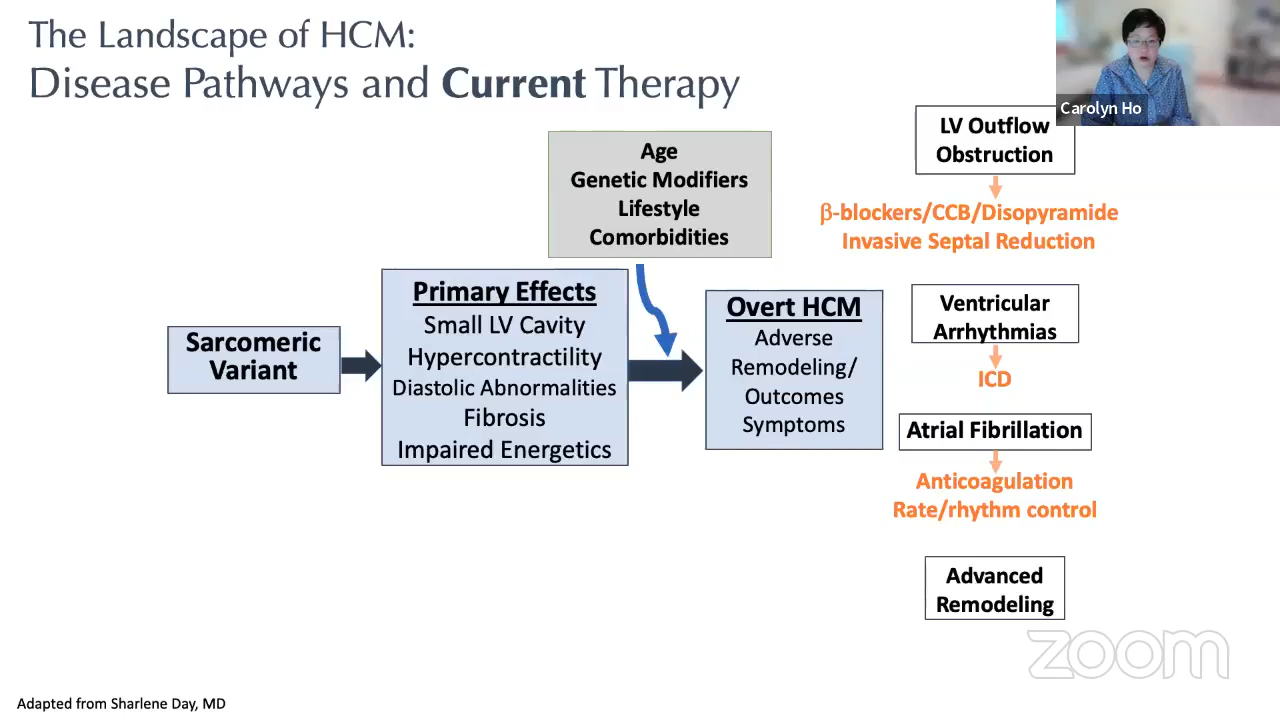 The Landscape of HCM:
Disease Pathways and Current Therapy
Carolyn Ho
Age
Genetic Modifiers
Lifestyle
Comorbidities
LV Outflow
Obstruction
β-blockers/CCB/Disopyramide
Invasive Septal Reduction
Sarcomeric
Variant
Primary Effects
Small LV Cavity
Hypercontractility
Diastolic Abnormalities
Fibrosis
Impaired Energetics
Overt HCM
Adverse
Remodeling/
Outcomes
Symptoms
Ventricular
Arrhythmias
ICD
Atrial Fibrillation
Anticoagulation
Rate/rhythm control
Advanced
Remodeling
zoom
Adapted from Sharlene Day, MD